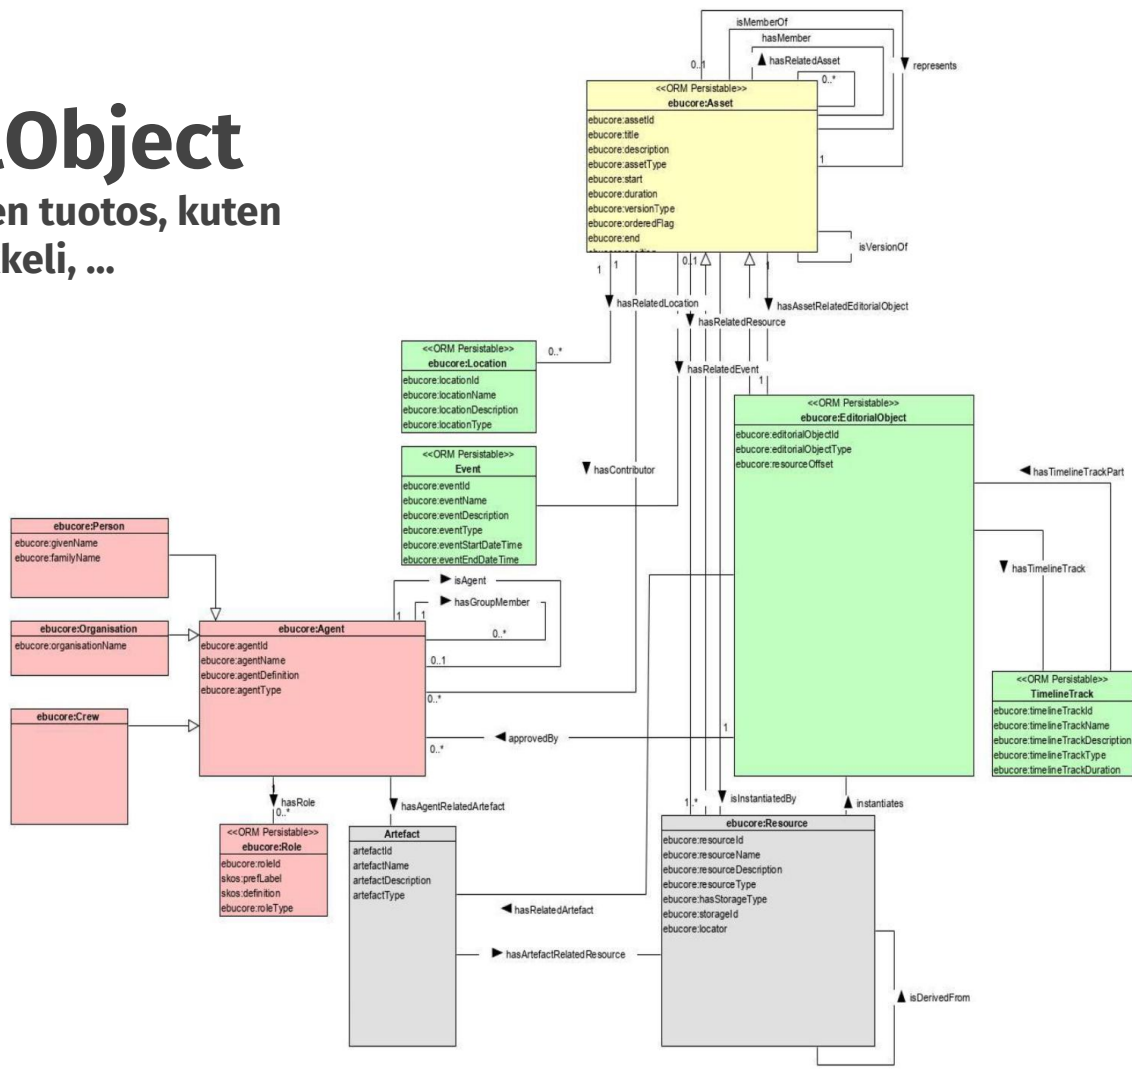 lObject
en tuotos, kuten
keli, ...
isMemberOf
hasMember
hasRelatedAsset
represents
0..1
0..*
1
<<ORM Persistable>>
ebucore:Asset
ebucore:assetId
ebucore:title
ebucore:description
ebucore:assetType
ebucore:start
ebucore:duration
ebucore:versionType
ebucore:orderedFlag
ebucore:end
isVersionOf
1
1
0..1
1
hasRelatedLocation
hasAssetRelatedEditorialObject
hasRelatedResource
hasRelatedEvent
1
0..*
<<ORM Persistable>>
ebucore:Location
ebucore:locationId
ebucore:locationName
ebucore:locationDescription
ebucore:locationType
<<ORM Persistable>>
Event
ebucore:eventId
ebucore:eventName
ebucore:eventDescription
ebucore:eventType
ebucore:eventStartDateTime
ebucore:eventEndDateTime
hasContributor
<<ORM Persistable>>
ebucore:EditorialObject
ebucore:editorialObjectId
ebucore:editorialObjectType
ebucore:resourceOffset
hasTimelineTrackPart
hasTimelineTrack
<<ORM Persistable>>
TimelineTrack
ebucore:timelineTrackId
ebucore:timelineTrackName
ebucore:timelineTrackDescription
ebucore:timelineTrackType
ebucore:timelineTrackDuration
ebucore:Person
ebucore:givenName
ebucore:familyName
ebucore:Organisation
ebucore:organisationName
ebucore:Crew
isAgent
hasGroupMember
1
1
0..*
0..1
0..*
0..*
ebucore:Agent
ebucore:agentId
ebucore:agentName
ebucore:agentDefinition
ebucore:agentType
approvedBy
1
1
hasRole
0..*
hasAgentRelatedArtefact
<<ORM Persistable>>
ebucore:Role
ebucore:roleId
skos:prefLabel
skos:definition
ebucore:roleType
Artefact
artefactId
artefactName
artefactDescription
artefactType
hasRelatedArtefact
hasArtefactRelatedResource
1..*
isInstantiatedBy
instantiates
ebucore:Resource
ebucore:resourceId
ebucore:resourceName
ebucore:resourceDescription
ebucore:resourceType
ebucore:hasStorageType
ebucore:storageId
ebucore:locator
isDerivedFrom